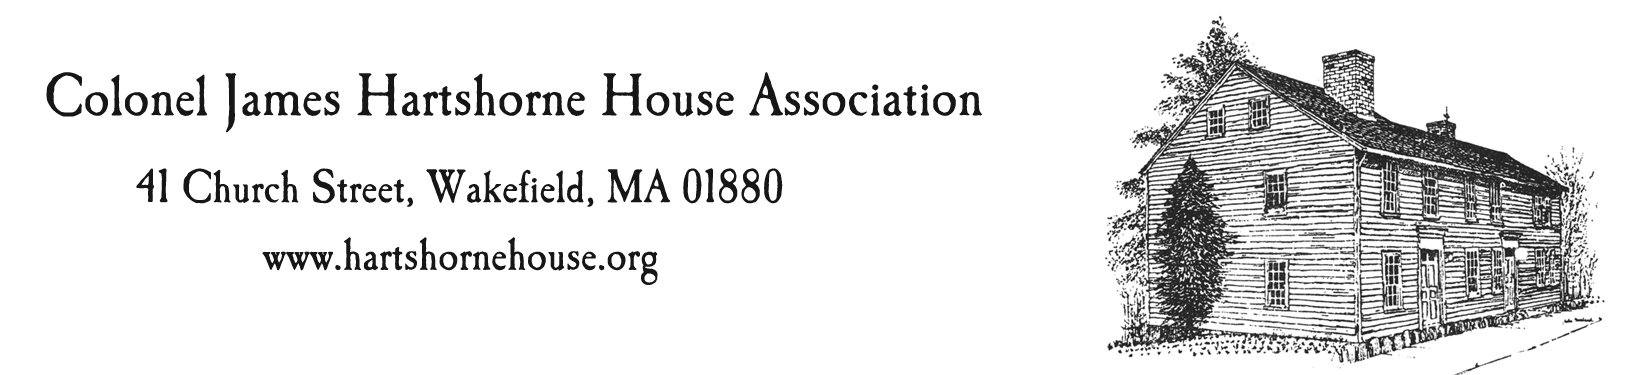 Colonel James Hartshorne House Association
41 Church Street, Wakefield, MA 01880
www.hartshornehouse.org